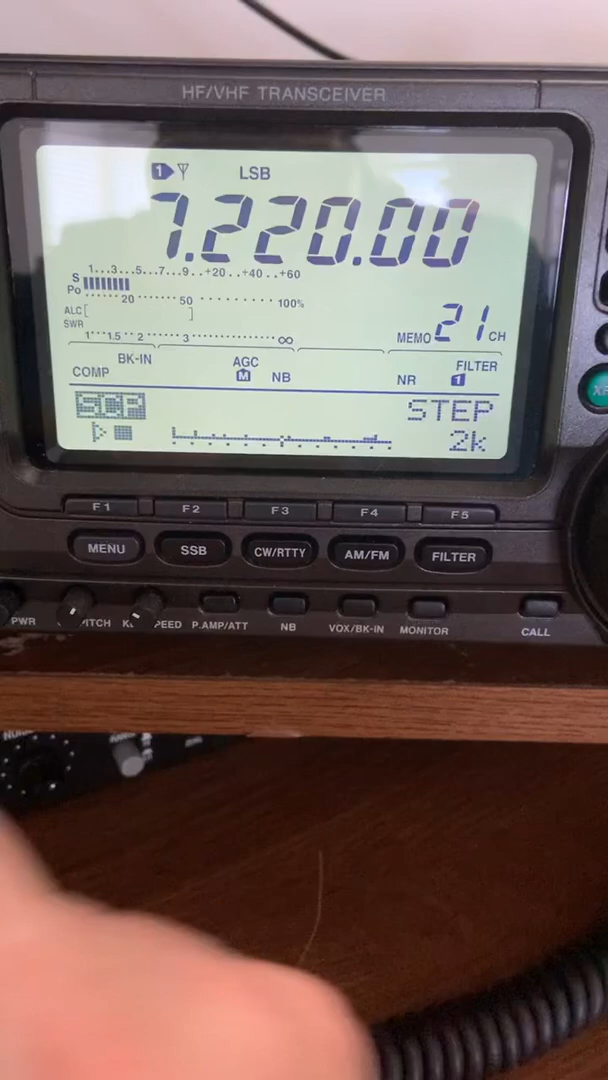 HF/VHF TRANSCEIVER
1 LSB
7.220.00
S 1...3...5...7...9..+20..+40..+60
Po 20 50 100%
ALC
SWR 1 1.5 2 3 ∞
MEMO 21 CH
BK-IN AGC FILTER
COMP M NB NR 1
SCP STEP
2k
F1 F2 F3 F4 F5
MENU SSB CW/RTTY AM/FM FILTER
PWR P.AMP/ATT NB VOX/BK-IN MONITOR CALL